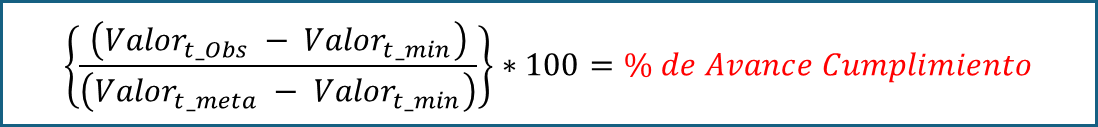 {(Valor_t_Obs − Valor_t_min) / (Valor_t_meta − Valor_t_min)} * 100 = % de Avance Cumplimiento